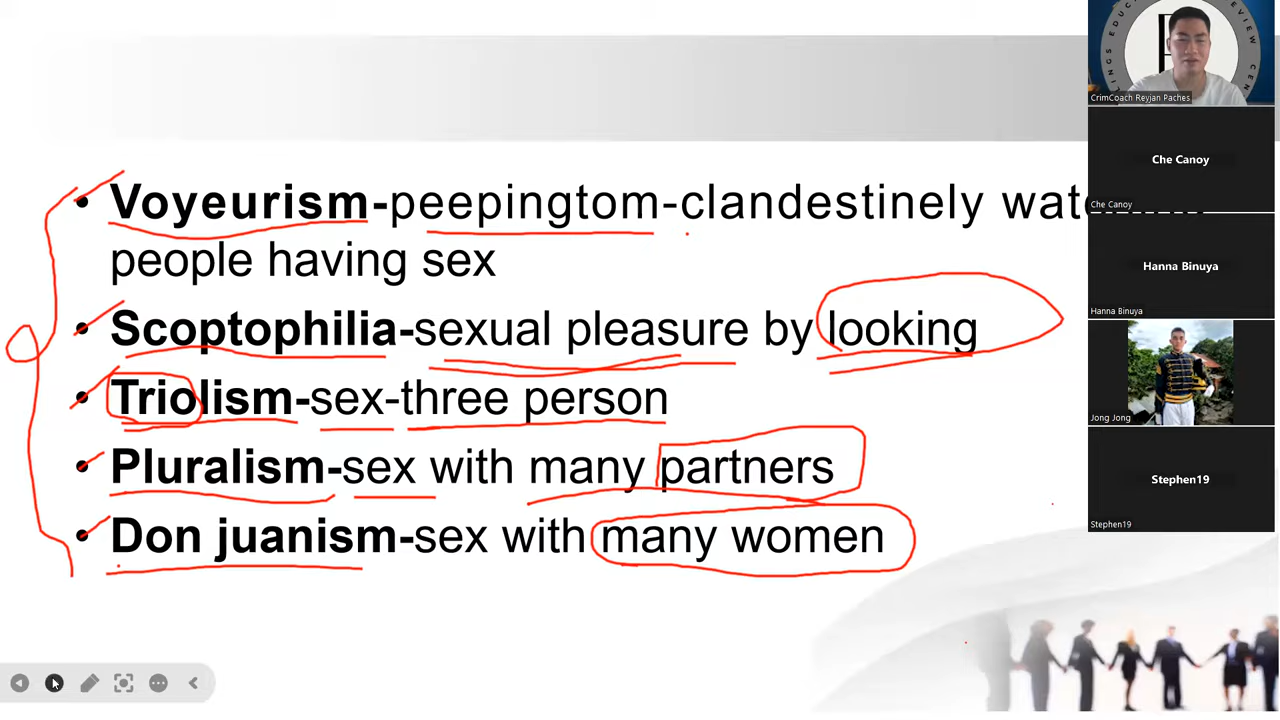 • Voyeurism-peepingtom-clandestinely
people having sex
• Scoptophilia-sexual pleasure by looking
• Triolism-sex-three person
• Pluralism-sex with many partners
• Don juanism-sex with many women
CrimCoach Reyjan Paches
Che Canoy
Che Canoy
Hanna Binuya
Hanna Binuya
Jong Jong
Stephen19
Stephen19